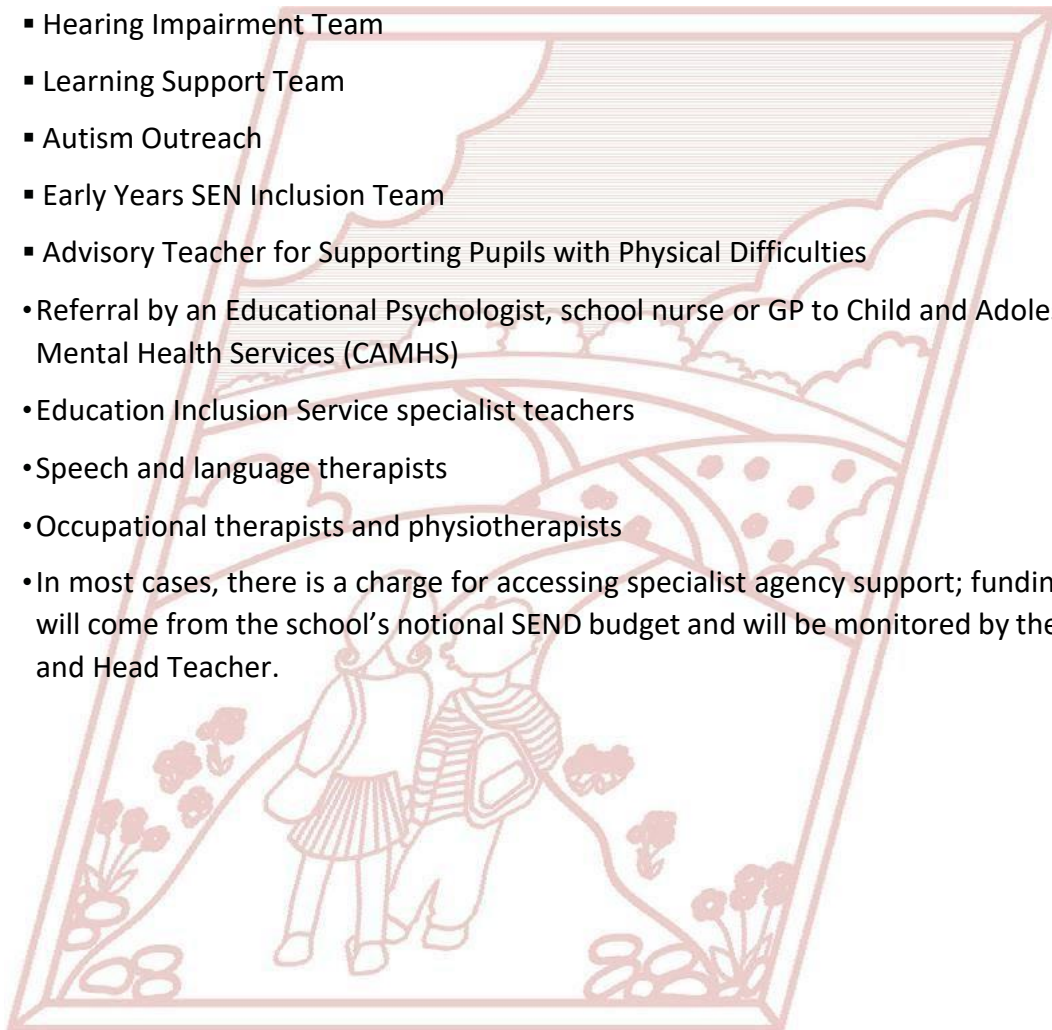 ▪ Hearing Impairment Team
▪ Learning Support Team
▪ Autism Outreach
▪ Early Years SEN Inclusion Team
▪ Advisory Teacher for Supporting Pupils with Physical Difficulties
•Referral by an Educational Psychologist, school nurse or GP to Child and
Mental Health Services (CAMHS)
•Education Inclusion Service specialist teachers
•Speech and language therapists
•Occupational therapists and physiotherapists
•In most cases, there is a charge for accessing specialist agency support;
will come from the school’s notional SEND budget and will be monitored by the
and Head Teacher.